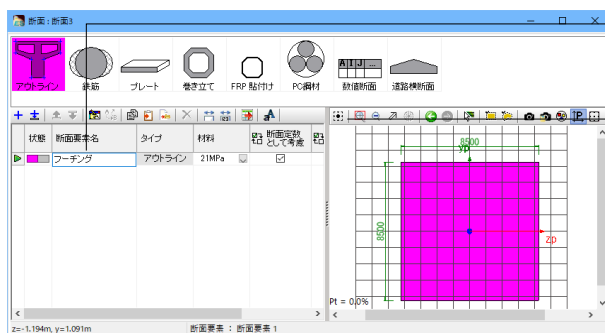 断面 : 断面3
アウトライン 鉄筋 プレート 巻き立て FRP 貼付け PC鋼材 数値断面 道路横断面
A I J ...
状態 断面要素名 タイプ 材料 断面定数として考慮
フーチング アウトライン 21MPa
8500
yp
8500
Zp
Pt = 0.0%
z=-1.194m, y=1.091m 断面要素 : 断面要素 1